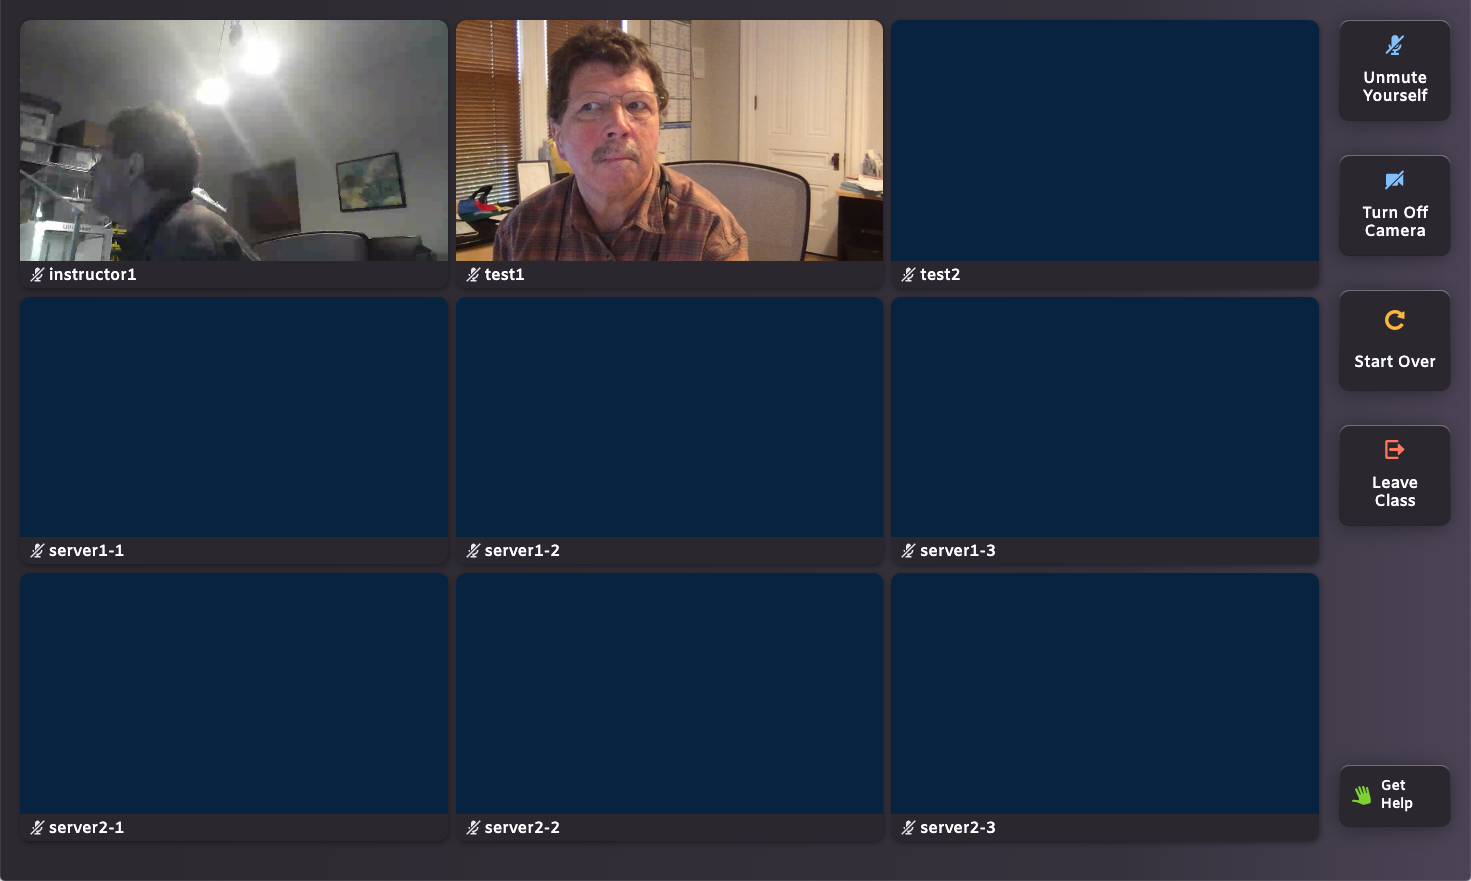 instructor1
test1
test2
server1-1
server1-2
server1-3
server2-1
server2-2
server2-3
Unmute
Yourself
Turn Off
Camera
Start Over
Leave
Class
Get
Help